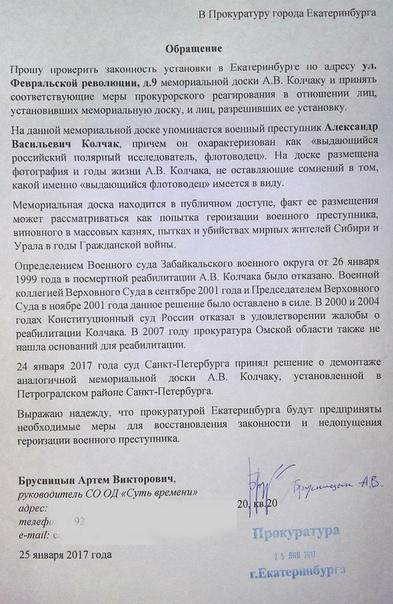 В Прокуратуру города Екатеринбурга
Обращение
Прошу проверить законность установки в Екатеринбурге по адресу ул.
Февральской революции, д.9 мемориальной доски А.В. Колчаку и принять
соответствующие меры прокурорского реагирования в отношении лиц,
установивших мемориальную доску, и лиц, разрешивших ее установку.
На данной мемориальной доске упоминается военный преступник Александр
Васильевич Колчак, причем он охарактеризован как «выдающийся
российский полярный исследователь, флотоводец». На доске размещена
фотография и годы жизни А.В. Колчака, не оставляющие сомнений в том,
какой именно «выдающийся флотоводец» имеется в виду.
Мемориальная доска находится в публичном доступе, факт ее размещения
может рассматриваться как попытка героизации военного преступника,
виновного в массовых казнях, пытках и убийствах мирных жителей Сибири и
Урала в годы Гражданской войны.
Определением Военного суда Забайкальского военного округа от 26 января
1999 года в посмертной реабилитации А.В. Колчака было отказано. Военной
коллегией Верховного Суда в сентябре 2001 года и Председателем Верховного
Суда в ноябре 2001 года данное решение было оставлено в силе. В 2000 и 2004
годах Конституционный суд России отказал в удовлетворении жалобы о
реабилитации Колчака. В 2007 году прокуратура Омской области также не
нашла оснований для реабилитации.
24 января 2017 года суд Санкт-Петербурга принял решение о демонтаже
аналогичной мемориальной доски А.В. Колчаку, установленной в
Петроградском районе Санкт-Петербурга.
Выражаю надежду, что прокуратурой Екатеринбурга будут предприняты
необходимые меры для восстановления законности и недопущения
героизации военного преступника.
Брусницын Артем Викторович,
руководитель СО ОД «Суть времени»
Брусницын А.В.
адрес: 20, кв.20
телефо 92
e-mail: c
25 января 2017 года
Прокуратура
25 ЯНВ 2017
г.Екатеринбурга